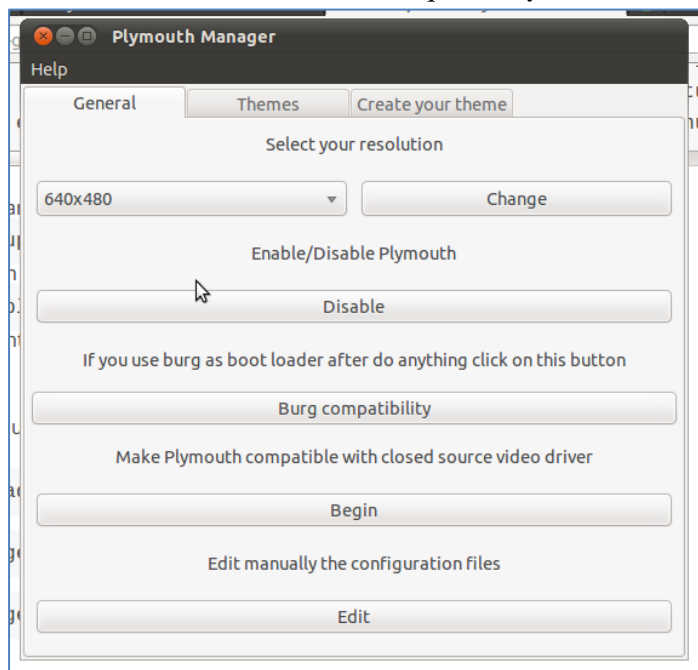 Plymouth Manager
Help
General Themes Create your theme
Select your resolution
640x480 Change
Enable/Disable Plymouth
Disable
If you use burg as boot loader after do anything click on this button
Burg compatibility
Make Plymouth compatible with closed source video driver
Begin
Edit manually the configuration files
Edit